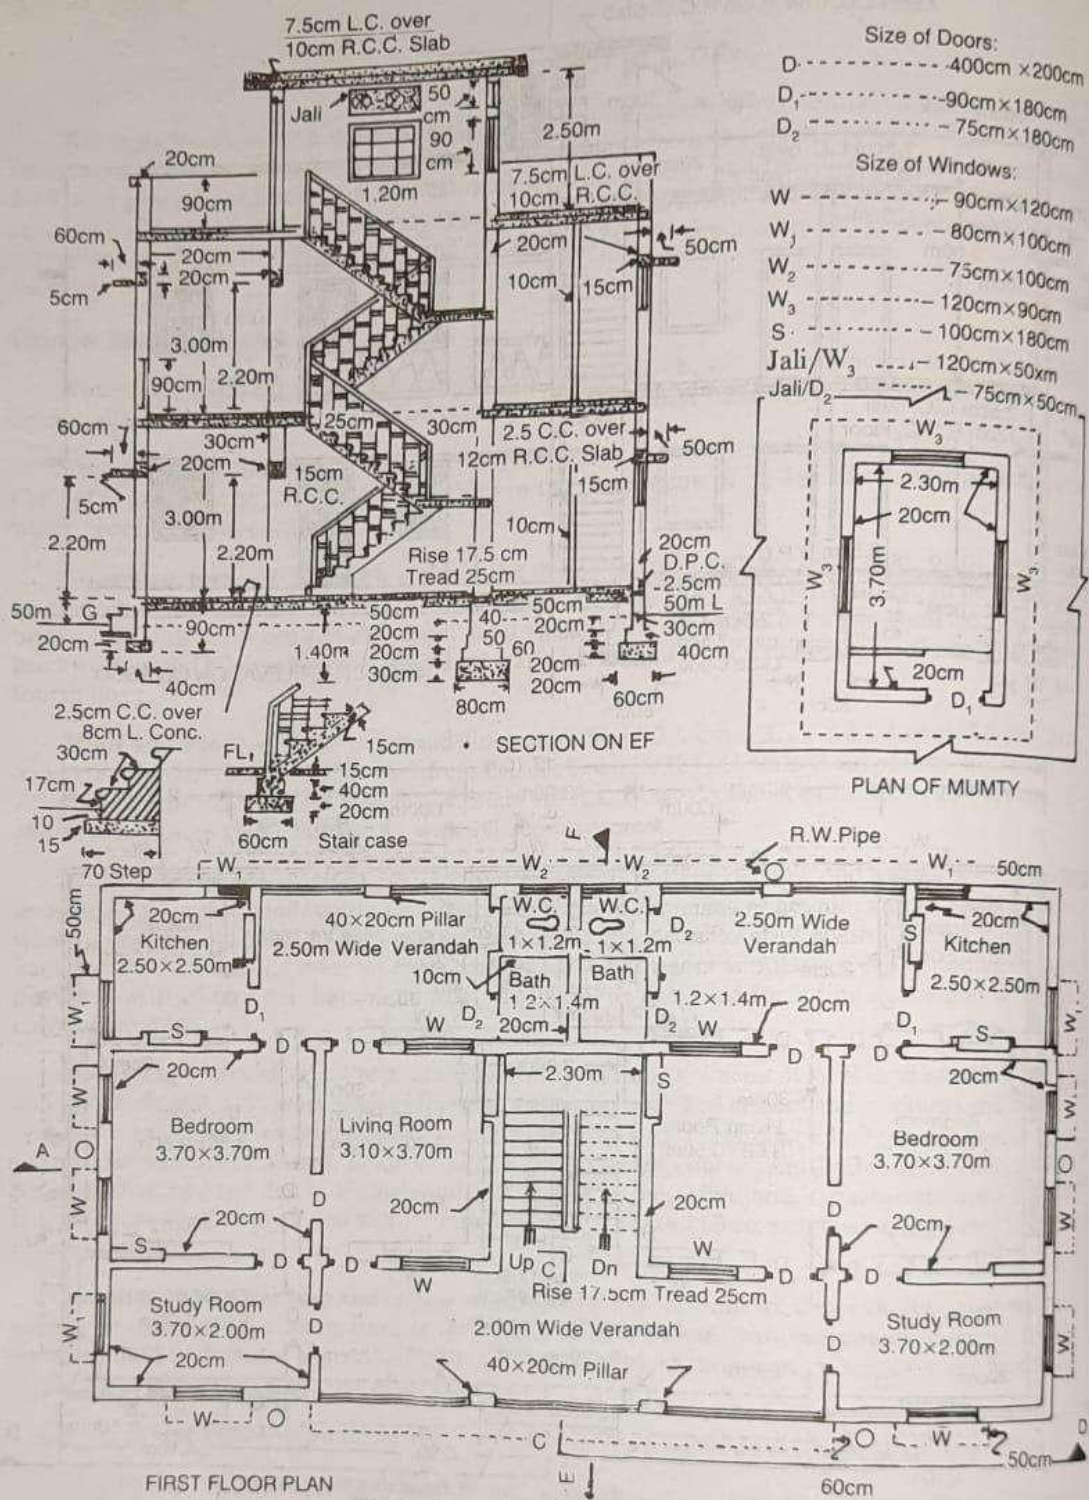 7.5cm L.C. over
10cm R.C.C. Slab
Jali
50
cm
90
cm
2.50m
1.20m
7.5cm L.C. over
10cm R.C.C.
20cm
90cm
60cm
20cm
20cm
5cm
20cm
50cm
10cm
15cm
3.00m
90cm
2.20m
60cm
25cm
30cm
2.5 C.C. over
12cm R.C.C. Slab
50cm
30cm
20cm
15cm
R.C.C.
15cm
5cm
3.00m
10cm
2.20m
2.20m
Rise 17.5 cm
Tread 25cm
20cm
D.P.C.
2.5cm
50m L
50m
G
90cm
20cm
40cm
1.40m
50cm
20cm
20cm
30cm
40
50
60
80cm
50cm
20cm
20cm
20cm
60cm
30cm
40cm
2.5cm C.C. over
8cm L. Conc.
30cm
17cm
10
15
70 Step
FL
15cm
15cm
40cm
20cm
60cm
Stair case
SECTION ON EF
Size of Doors:
D - 400cm ×200cm
D1 - 90cm×180cm
D2 - 75cm×180cm
Size of Windows:
W - 90cm×120cm
W1 - 80cm×100cm
W2 - 75cm×100cm
W3 - 120cm×90cm
S - 100cm×180cm
Jali/W3 - 120cm×50xm
Jali/D2 - 75cm×50cm
W3
2.30m
20cm
W3
3.70m
W3
20cm
D1
PLAN OF MUMTY
F
R.W.Pipe
W1
W2
W2
W1
50cm
50cm
20cm
Kitchen
2.50×2.50m
40×20cm Pillar
2.50m Wide Verandah
W.C.
W.C.
1×1.2m
1×1.2m
D2
2.50m Wide
Verandah
S
20cm
Kitchen
2.50×2.50m
10cm
Bath
Bath
1.2×1.4m
1.2×1.4m
20cm
W1
D1
W
D2
20cm
D2
W
D1
W1
S
D
D
D
D
S
20cm
2.30m
S
20cm
W
W
Bedroom
3.70×3.70m
Living Room
3.10×3.70m
Bedroom
3.70×3.70m
A
O
O
W
D
20cm
20cm
D
W
20cm
20cm
S
D
D
W
Up
C
Dn
W
D
D
Rise 17.5cm Tread 25cm
Study Room
3.70×2.00m
2.00m Wide Verandah
Study Room
3.70×2.00m
W1
D
D
W
20cm
40×20cm Pillar
W
O
C
O
W
50cm
E
60cm
FIRST FLOOR PLAN